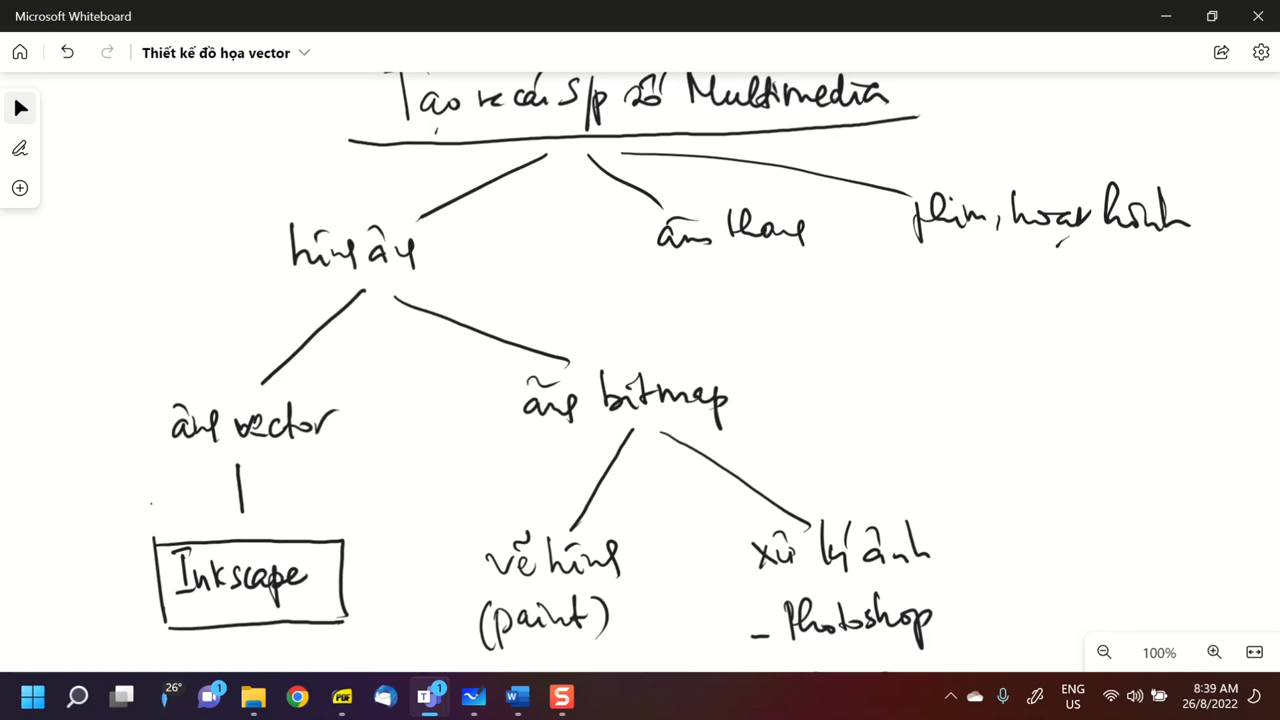 Microsoft Whiteboard
Thiết kế đồ họa vector
Tạo ra các s/p số Multimedia
hình ảnh
âm thanh
phim, hoạt hình
ảnh vector
ảnh bitmap
Inkscape
vẽ hình
(paint)
xử lý ảnh
- Photoshop
100%
26°
1
1
ENG
US
8:39 AM
26/8/2022